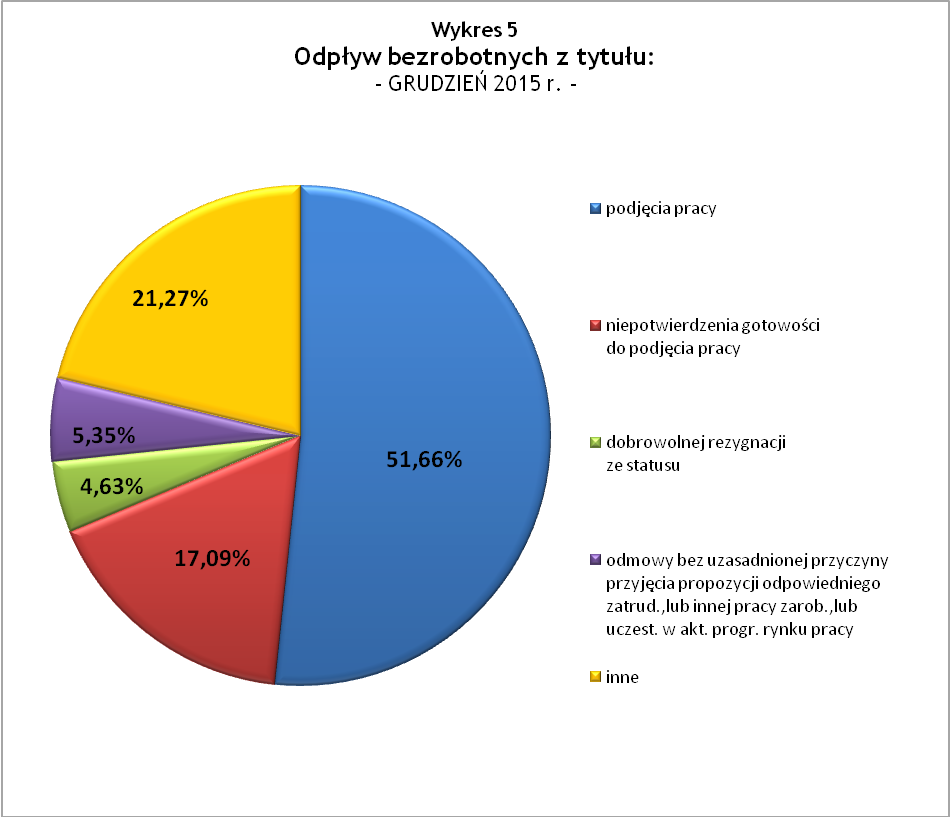 Wykres 5
Odpływ bezrobotnych z tytułu:
- GRUDZIEŃ 2015 r. -
podjęcia pracy
niepotwierdzenia gotowości
do podjęcia pracy
dobrowolnej rezygnacji
ze statusu
odmowy bez uzasadnionej przyczyny
przyjęcia propozycji odpowiedniego
zatrud.,lub innej pracy zarob.,lub
uczest. w akt. progr. rynku pracy
inne
21,27%
5,35%
4,63%
17,09%
51,66%